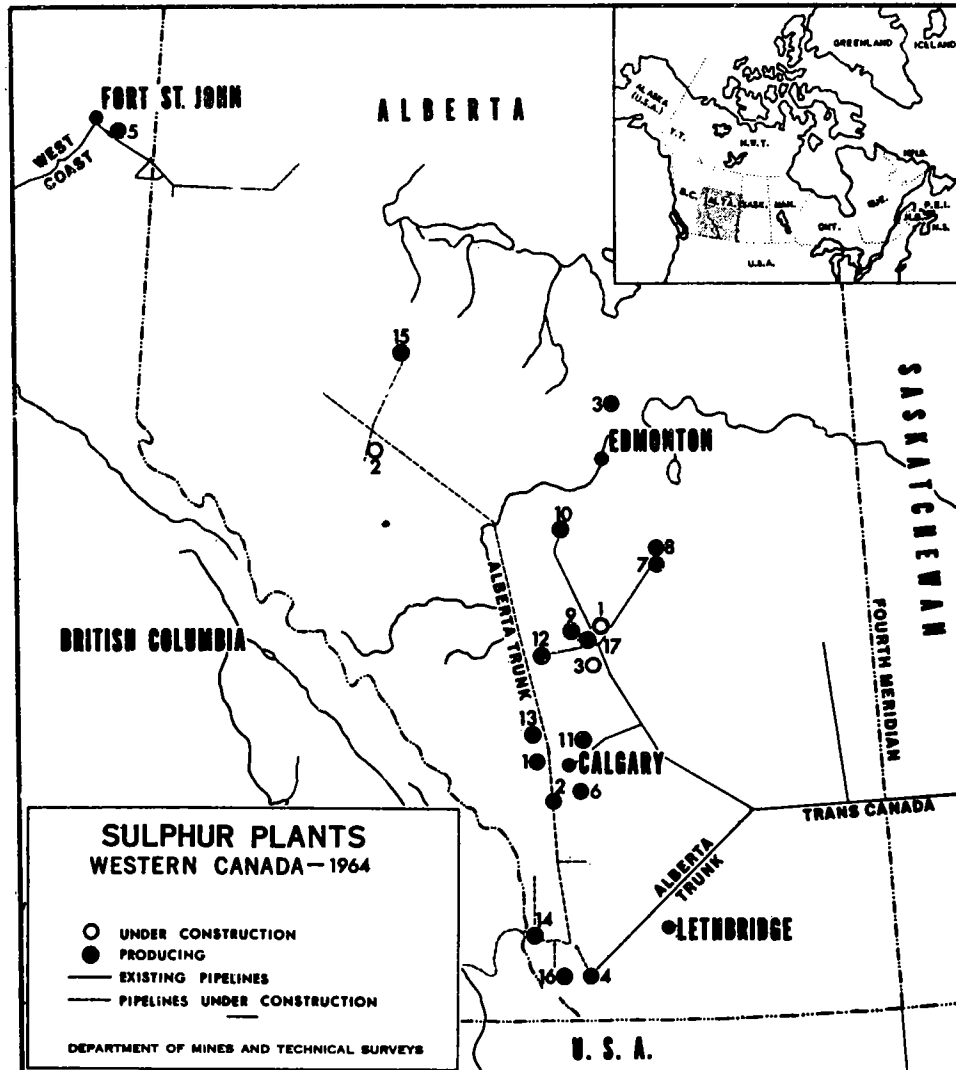 FORT ST. JOHN
5
WEST
COAST
ALBERTA
GREENLAND
ICELAND
ALASKA
(U.S.A.)
Y.T.
N.W.T.
NFLD.
B.C.
ALTA.
SASK.
MAN.
ONT.
QUE.
P.E.I.
N.B.
N.S.
U.S.A.
15
3
EDMONTON
2
SASKATCHEWAN
10
8
7
ALBERTA TRUNK
9
1
12
17
3
BRITISH COLUMBIA
FOURTH MERIDIAN
13
11
1
CALGARY
2
6
TRANS CANADA
ALBERTA
TRUNK
LETHBRIDGE
14
16
4
U. S. A.
SULPHUR PLANTS
WESTERN CANADA—1964
UNDER CONSTRUCTION
PRODUCING
EXISTING PIPELINES
PIPELINES UNDER CONSTRUCTION
DEPARTMENT OF MINES AND TECHNICAL SURVEYS